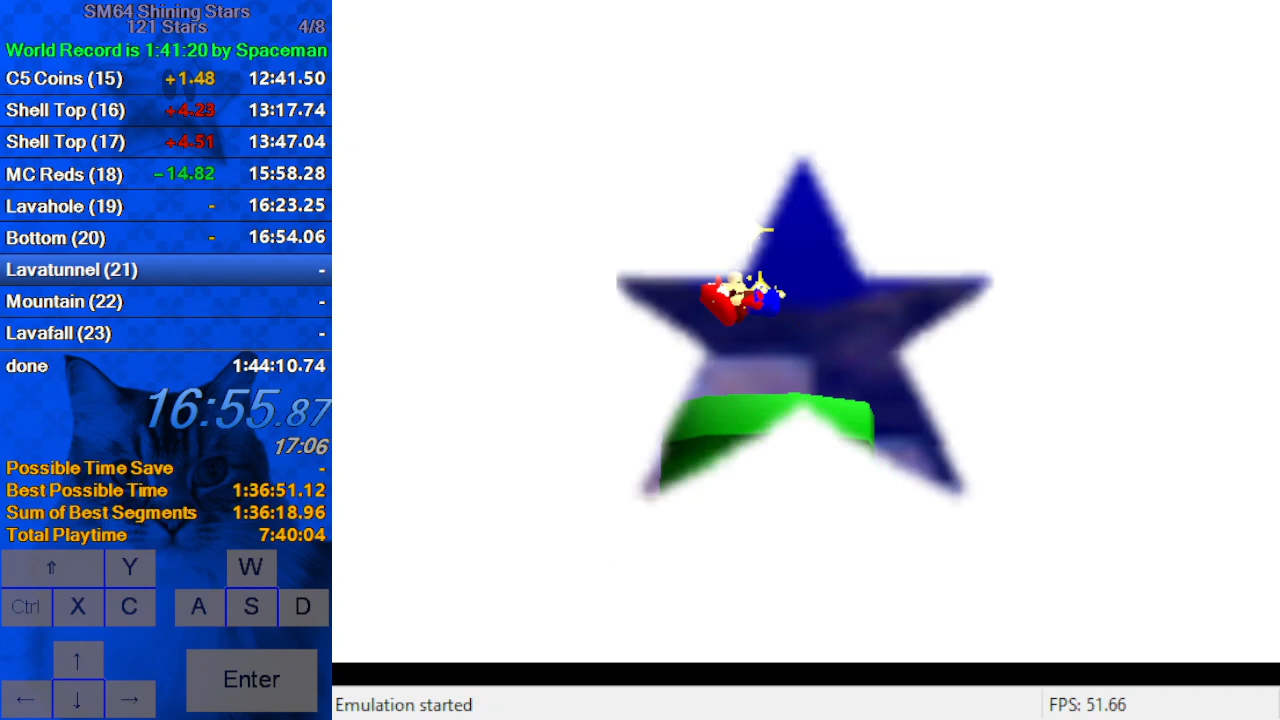 SM64 Shining Stars
121 Stars 4/8
World Record is 1:41:20 by Spaceman
C5 Coins (15) +1.48 12:41.50
Shell Top (16) +4.23 13:17.74
Shell Top (17) +4.51 13:47.04
MC Reds (18) −14.82 15:58.28
Lavahole (19) - 16:23.25
Bottom (20) - 16:54.06
Lavatunnel (21) -
Mountain (22) -
Lavafall (23) -
done 1:44:10.74
16:55.87
17:06
Possible Time Save -
Best Possible Time 1:36:51.12
Sum of Best Segments 1:36:18.96
Total Playtime 7:40:04
⇑ Y W
Ctrl X C A S D
↑
← ↓ → Enter
Emulation started FPS: 51.66